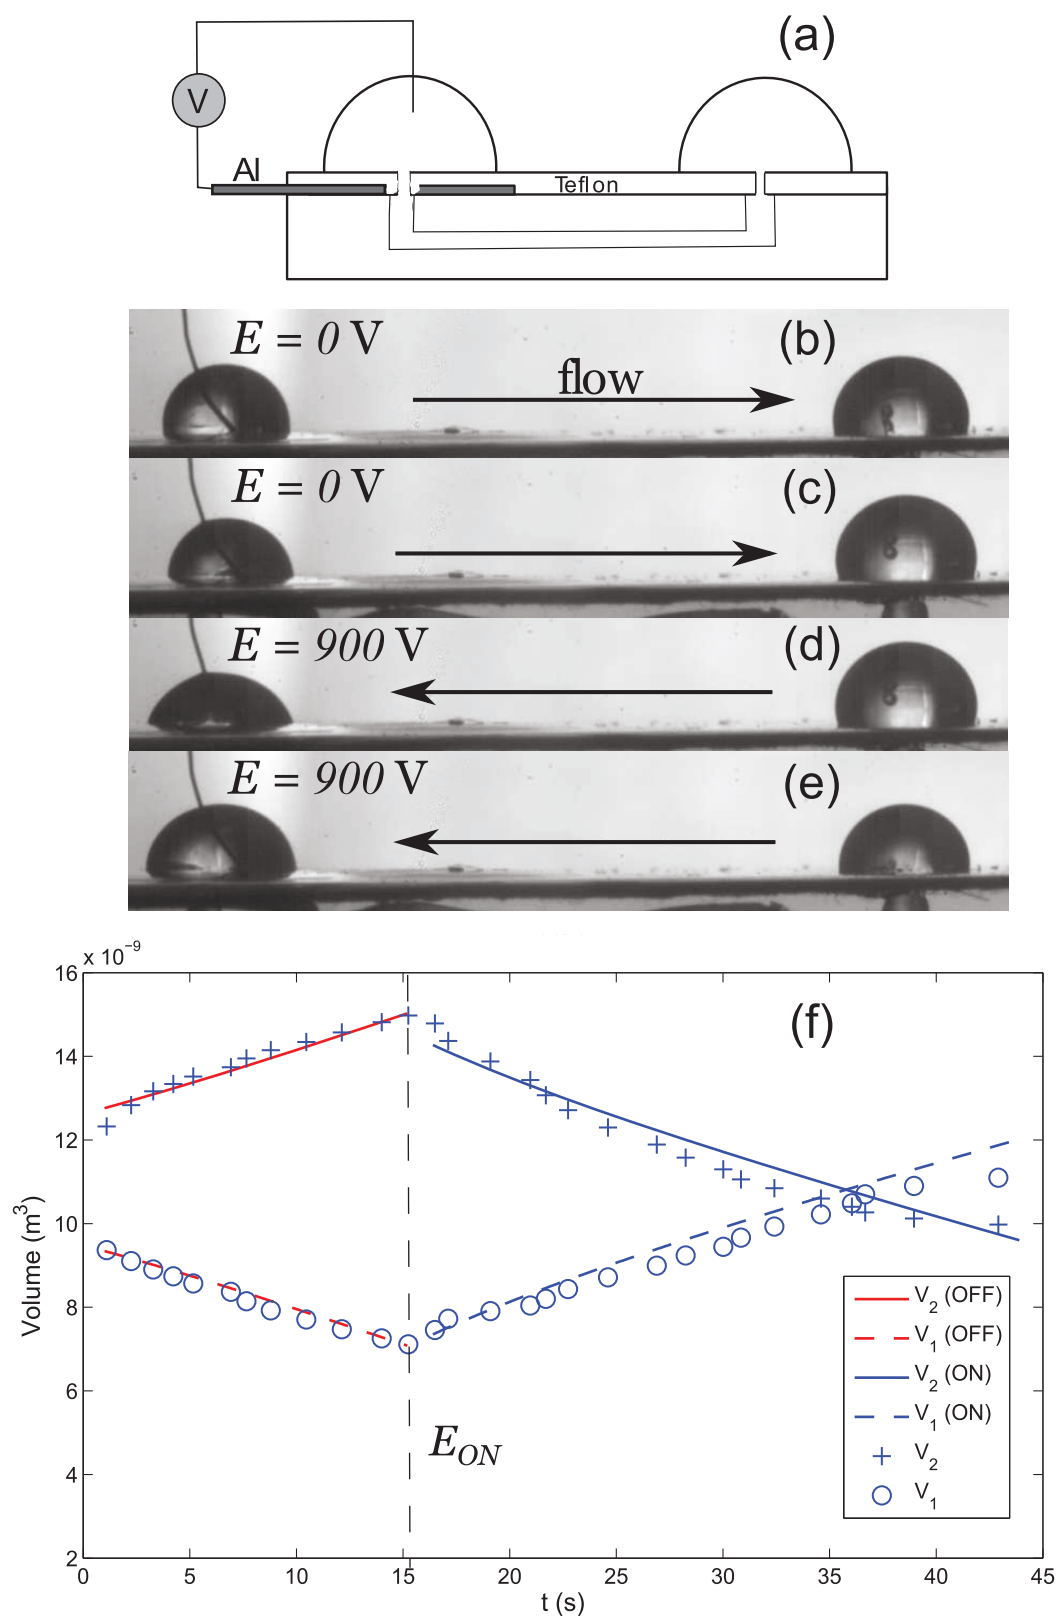 (a)
V
Al
Teflon
E = 0 V
(b)
flow
E = 0 V
(c)
E = 900 V
(d)
E = 900 V
(e)
x 10⁻⁹
16
14
12
10
8
6
4
2
Volume (m³)
(f)
E_ON
V₂ (OFF)
V₁ (OFF)
V₂ (ON)
V₁ (ON)
V₂
V₁
0 5 10 15 20 25 30 35 40 45
t (s)